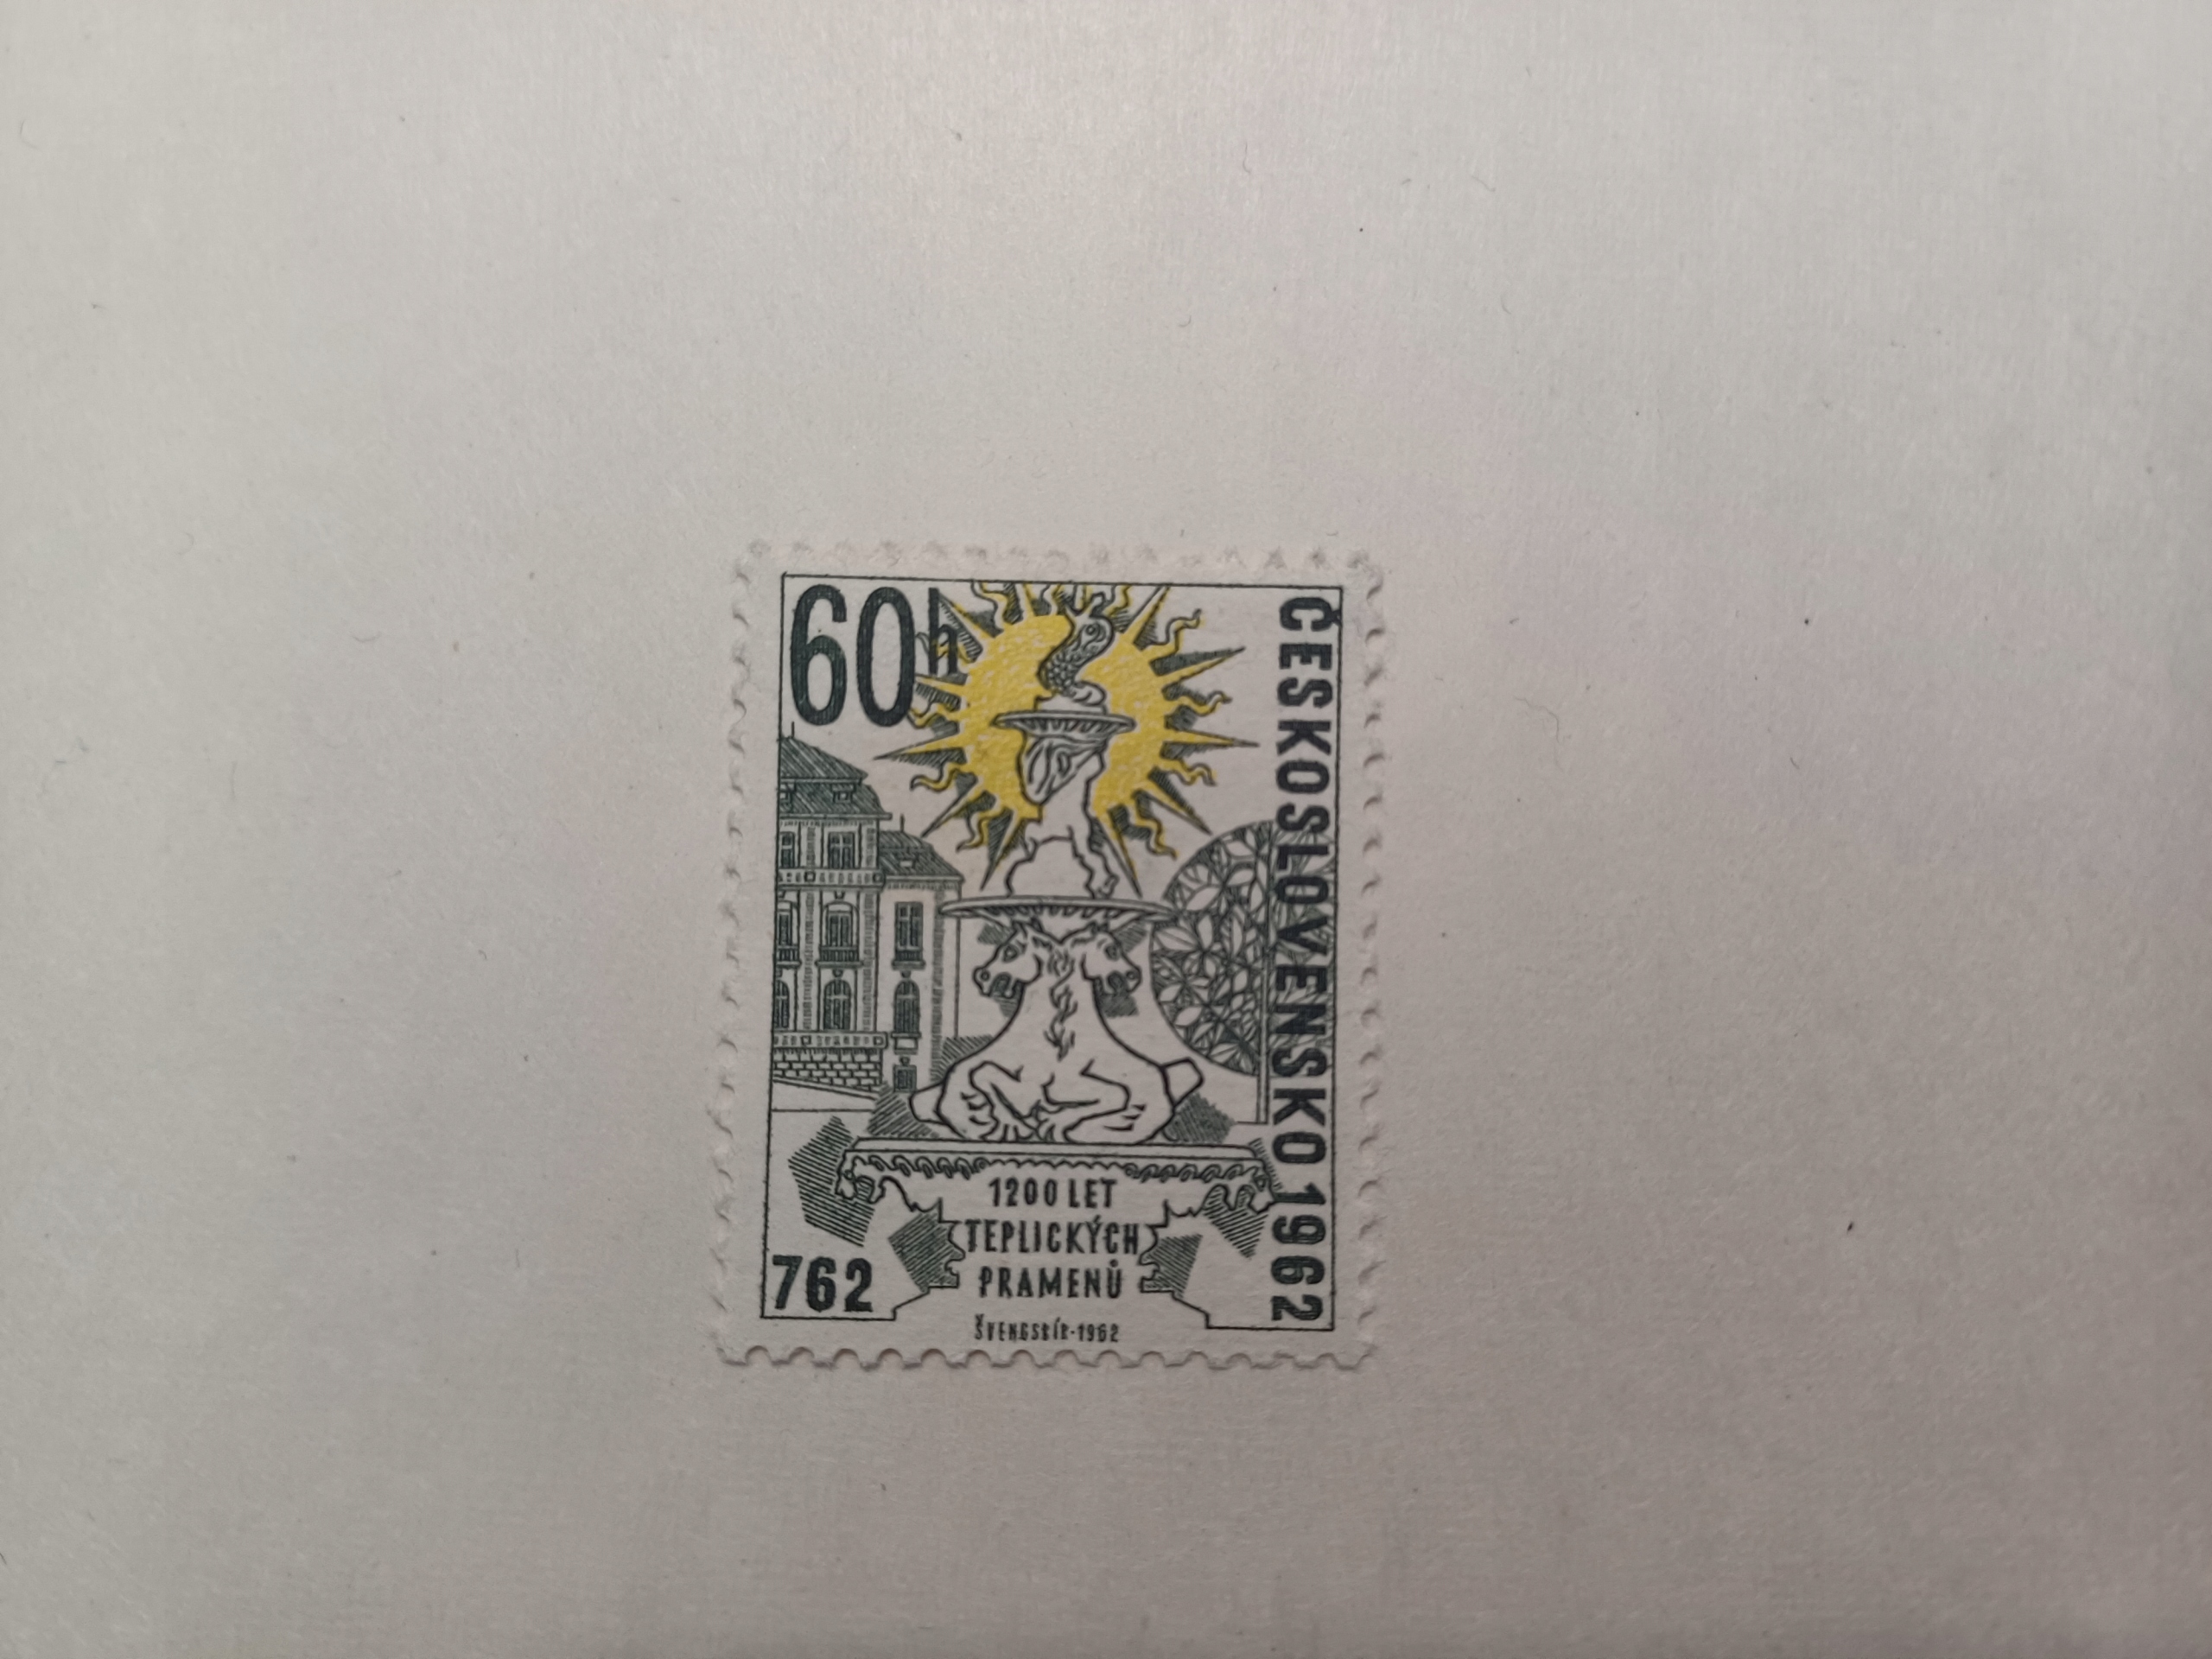 60h
ČESKOSLOVENSKO 1962
1200 LET
TEPLICKÝCH
PRAMENŮ
762
ŠVENGSBÍR-1962